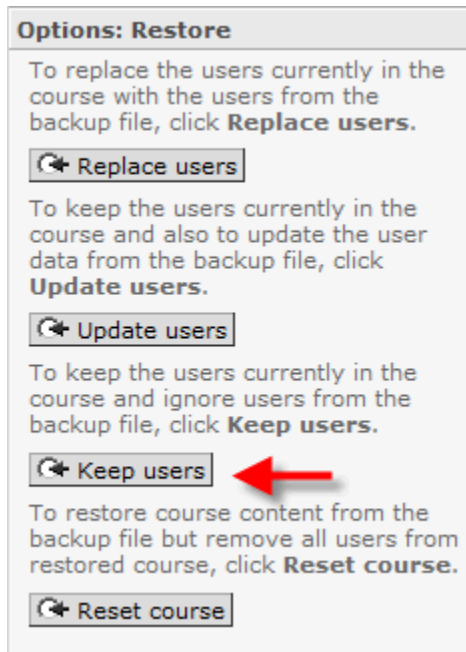 Options: Restore
To replace the users currently in the
course with the users from the
backup file, click Replace users.
Replace users
To keep the users currently in the
course and also to update the user
data from the backup file, click
Update users.
Update users
To keep the users currently in the
course and ignore users from the
backup file, click Keep users.
Keep users
To restore course content from the
backup file but remove all users from
restored course, click Reset course.
Reset course